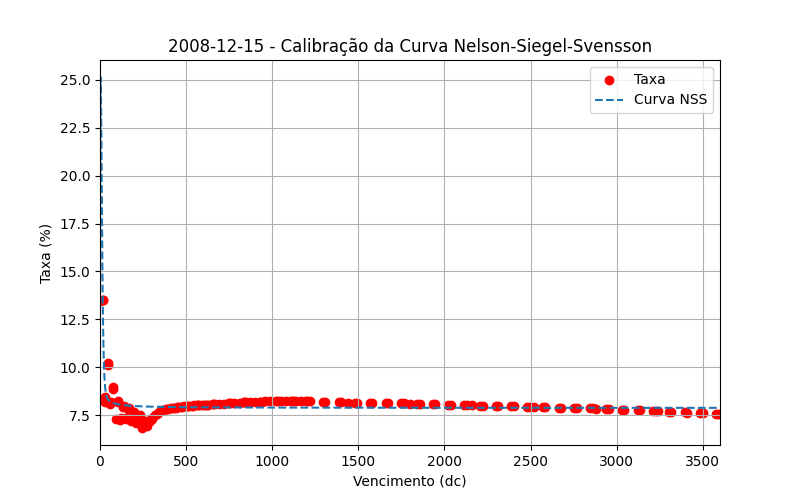 2008-12-15 - Calibração da Curva Nelson-Siegel-Svensson
Taxa
Curva NSS
Taxa (%)
25.0
22.5
20.0
17.5
15.0
12.5
10.0
7.5
0 500 1000 1500 2000 2500 3000 3500
Vencimento (dc)